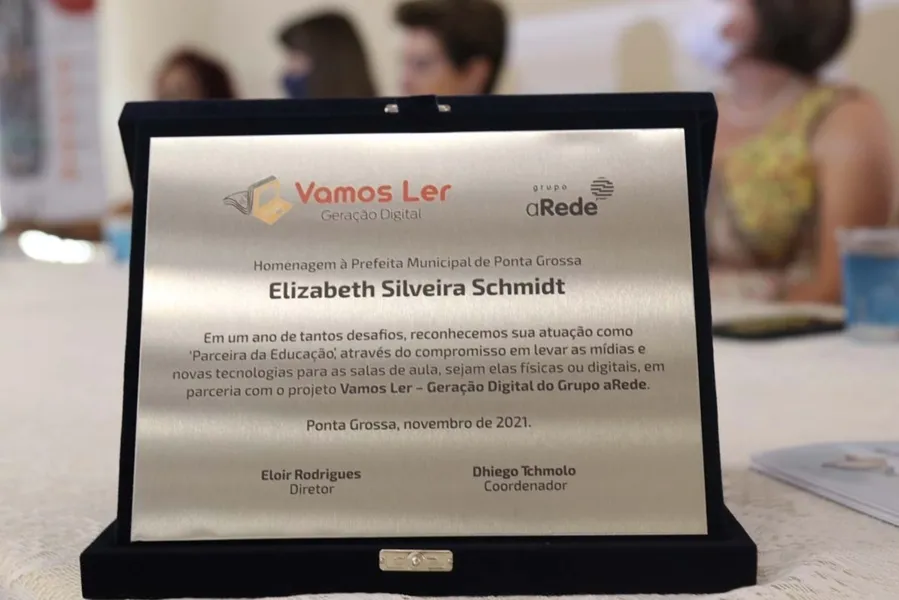 Vamos Ler
Geração Digital
grupo
aRede
Homenagem à Prefeita Municipal de Ponta Grossa
Elizabeth Silveira Schmidt
Em um ano de tantos desafios, reconhecemos sua atuação como
'Parceira da Educação', através do compromisso em levar as mídias e
novas tecnologias para as salas de aula, sejam elas físicas ou digitais, em
parceria com o projeto Vamos Ler – Geração Digital do Grupo aRede.
Ponta Grossa, novembro de 2021.
Eloir Rodrigues
Diretor
Dhiego Tchmolo
Coordenador